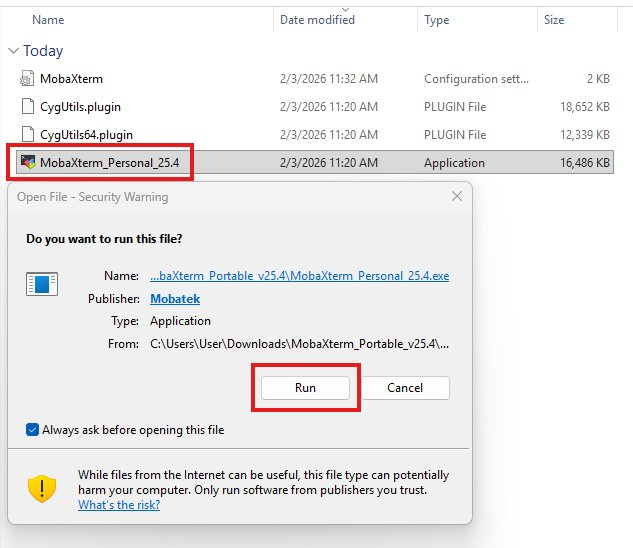 Name Date modified Type Size
Today
MobaXterm 2/3/2026 11:32 AM Configuration sett... 2 KB
CygUtils.plugin 2/3/2026 11:20 AM PLUGIN File 18,652 KB
CygUtils64.plugin 2/3/2026 11:20 AM PLUGIN File 12,339 KB
MobaXterm_Personal_25.4 2/3/2026 11:20 AM Application 16,486 KB
Open File - Security Warning
Do you want to run this file?
Name: ...baXterm_Portable_v25.4\MobaXterm_Personal_25.4.exe
Publisher: Mobatek
Type: Application
From: C:\Users\User\Downloads\MobaXterm_Portable_v25.4\...
Run Cancel
Always ask before opening this file
While files from the Internet can be useful, this file type can potentially
harm your computer. Only run software from publishers you trust.
What's the risk?